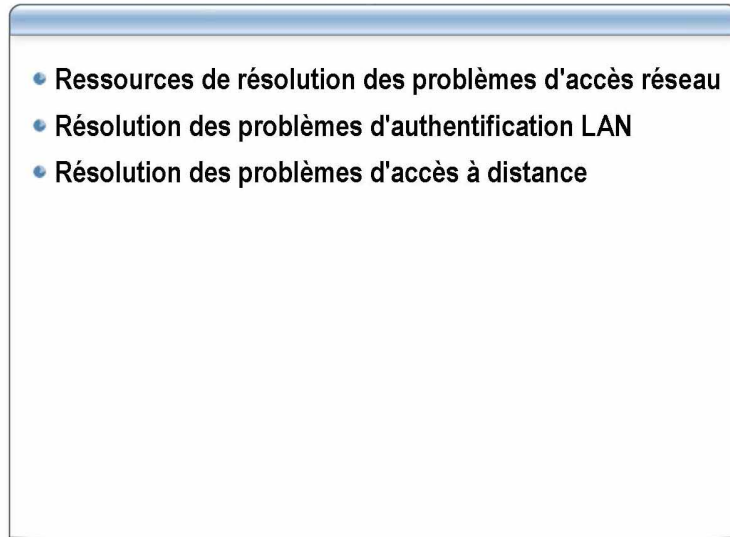 Ressources de résolution des problèmes d'accès réseau
Résolution des problèmes d'authentification LAN
Résolution des problèmes d'accès à distance